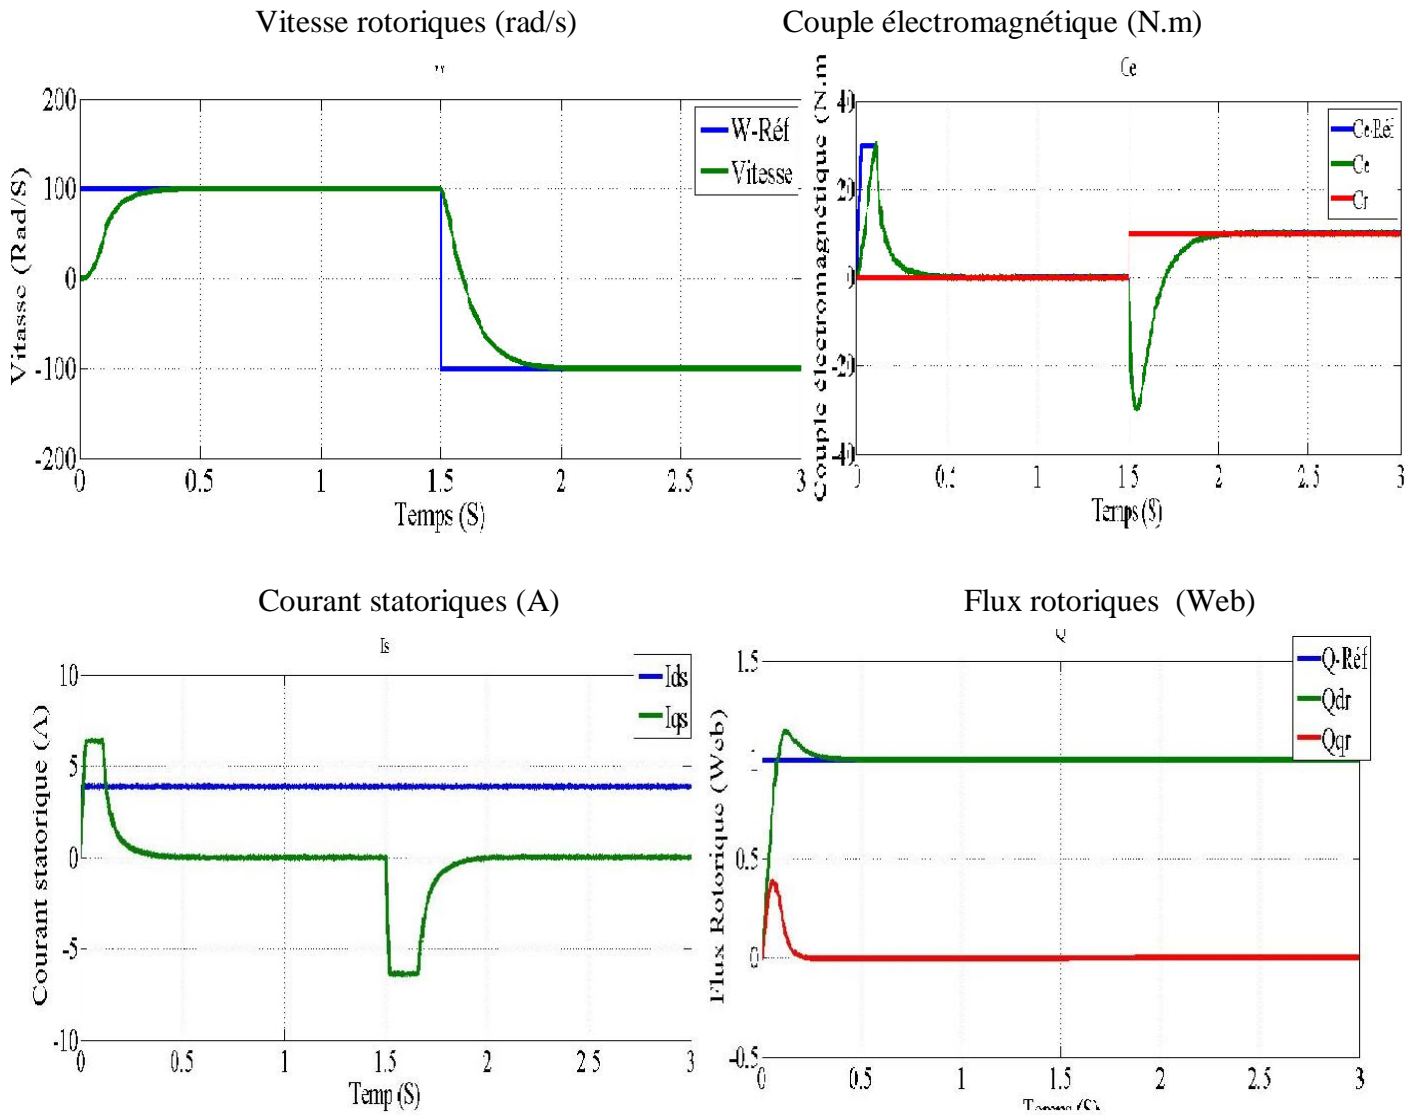 Vitesse rotoriques (rad/s)
Couple électromagnétique (N.m)
200
100
0
-100
-200
Vitasse (Rad/S)
W-Réf
Vitesse
0 0.5 1 1.5 2 2.5 3
Temps (S)
Ce
40
20
0
-20
-40
Couple électromagnétique (N.m
Ce-Réf
Ce
Cr
0.5 1 1.5 2 2.5 3
Temps (S)
Courant statoriques (A)
Flux rotoriques (Web)
Is
10
5
0
-5
-10
Courant statorique (A)
Ids
Iqs
0 0.5 1 1.5 2 2.5 3
Temp (S)
Q
1.5
0.5
0
-0.5
Flux Rotorique (Web)
Q-Réf
Qdr
Qqr
0 0.5 1 1.5 2 2.5 3
Temps (S)